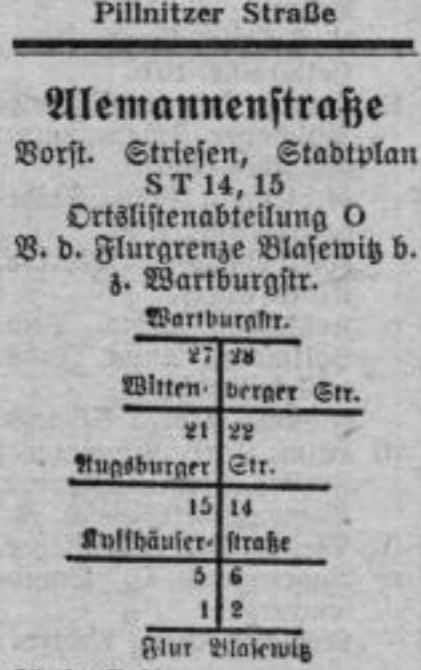 Pillnitzer Straße
Alemannenstraße
Vorst. Striesen, Stadtplan
S T 14, 15
Ortslistenabteilung O
V. d. Flurgrenze Blasewitz b.
z. Wartburgstr.
Wartburgstr.
27 28
Witten- berger Str.
21 22
Augsburger Str.
15 14
Kyffhäuser- straße
5 6
1 2
Flur Blasewitz